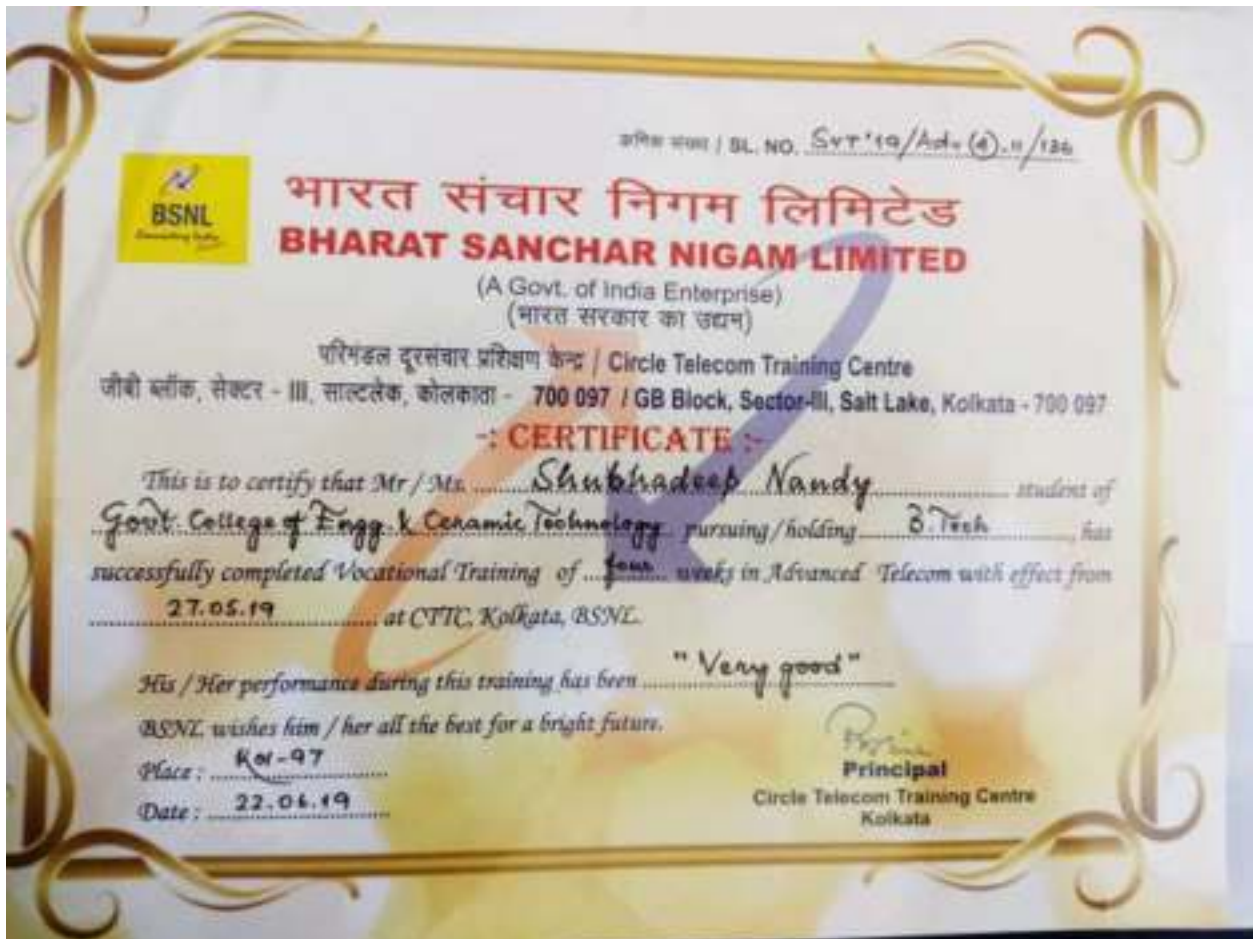 क्रमिक संख्या / SL. NO. SVT'19/Adv(4).11/136
BSNL
Connecting India
भारत संचार निगम लिमिटेड
BHARAT SANCHAR NIGAM LIMITED
(A Govt. of India Enterprise)
(भारत सरकार का उद्यम)
परिमंडल दूरसंचार प्रशिक्षण केन्द्र / Circle Telecom Training Centre
जीबी ब्लॉक, सेक्टर - III, साल्टलेक, कोलकाता - 700 097 / GB Block, Sector-III, Salt Lake, Kolkata - 700 097
-: CERTIFICATE :-
This is to certify that Mr / Ms. Shubhadeep Nandy student of
Govt. College of Engg. & Ceramic Technology pursuing / holding B.Tech, has
successfully completed Vocational Training of four weeks in Advanced Telecom with effect from
27.05.19 at CTTC, Kolkata, BSNL.
His / Her performance during this training has been "Very good"
BSNL wishes him / her all the best for a bright future.
Place : Kol-97
Date : 22.06.19
Principal
Circle Telecom Training Centre
Kolkata